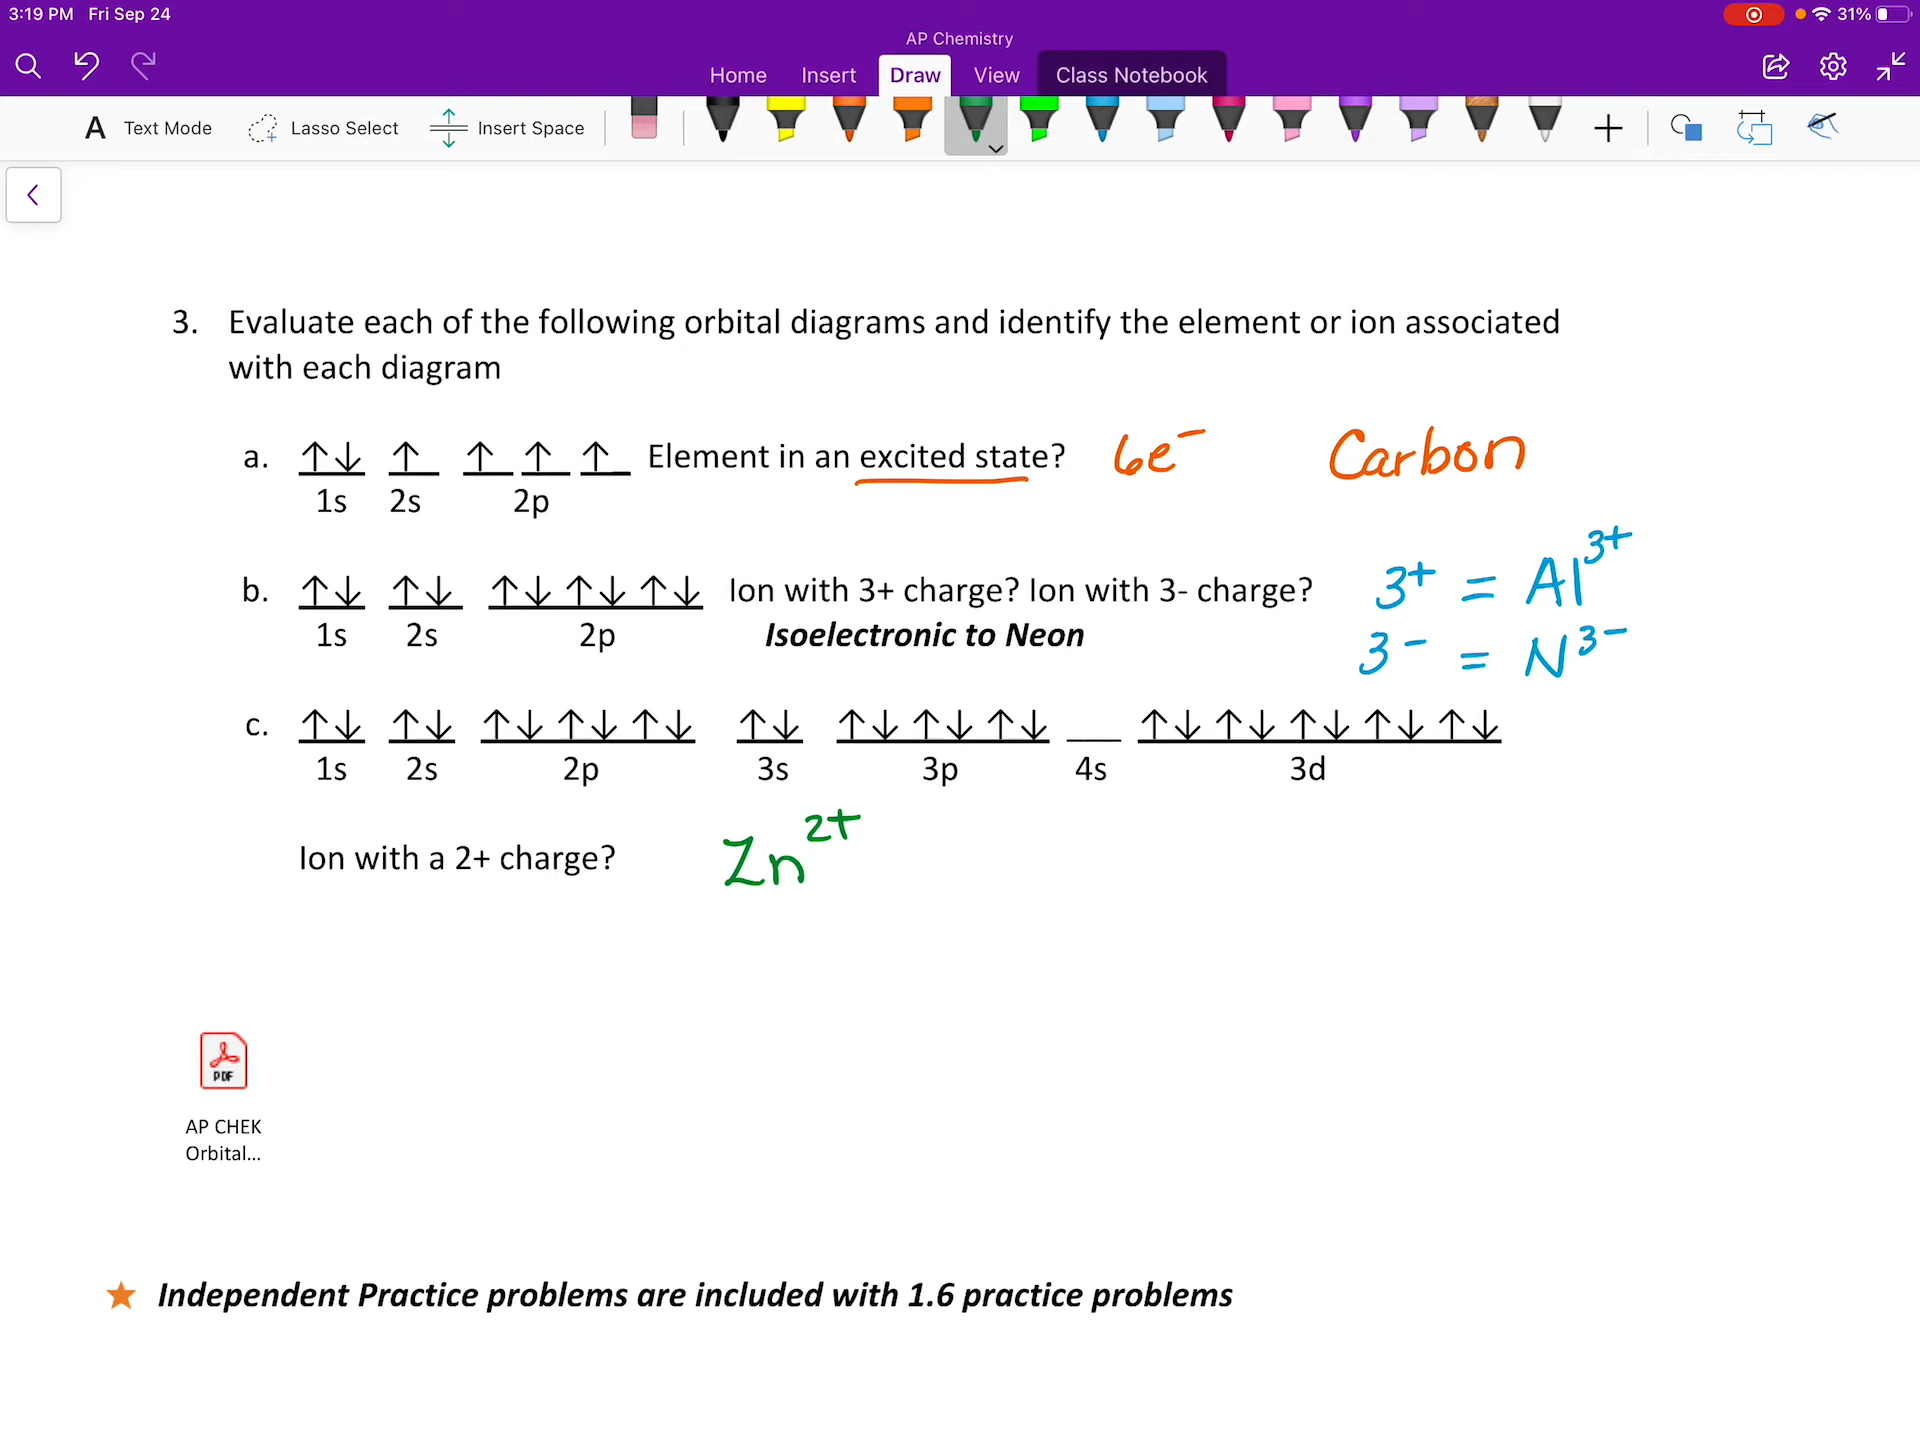 3:19 PM Fri Sep 24 31%
AP Chemistry
Home Insert Draw View Class Notebook
A Text Mode Lasso Select Insert Space
3. Evaluate each of the following orbital diagrams and identify the element or ion associated
with each diagram
a. ↑↓ ↑ ↑ ↑ ↑ Element in an excited state? 6e⁻ Carbon
1s 2s 2p
b. ↑↓ ↑↓ ↑↓ ↑↓ ↑↓ Ion with 3+ charge? Ion with 3- charge? 3+ = Al³⁺
1s 2s 2p Isoelectronic to Neon 3- = N³⁻
c. ↑↓ ↑↓ ↑↓ ↑↓ ↑↓ ↑↓ ↑↓ ↑↓ ↑↓ ___ ↑↓ ↑↓ ↑↓ ↑↓ ↑↓
1s 2s 2p 3s 3p 4s 3d
Ion with a 2+ charge? Zn²⁺
PDF
AP CHEK
Orbital...
★ Independent Practice problems are included with 1.6 practice problems